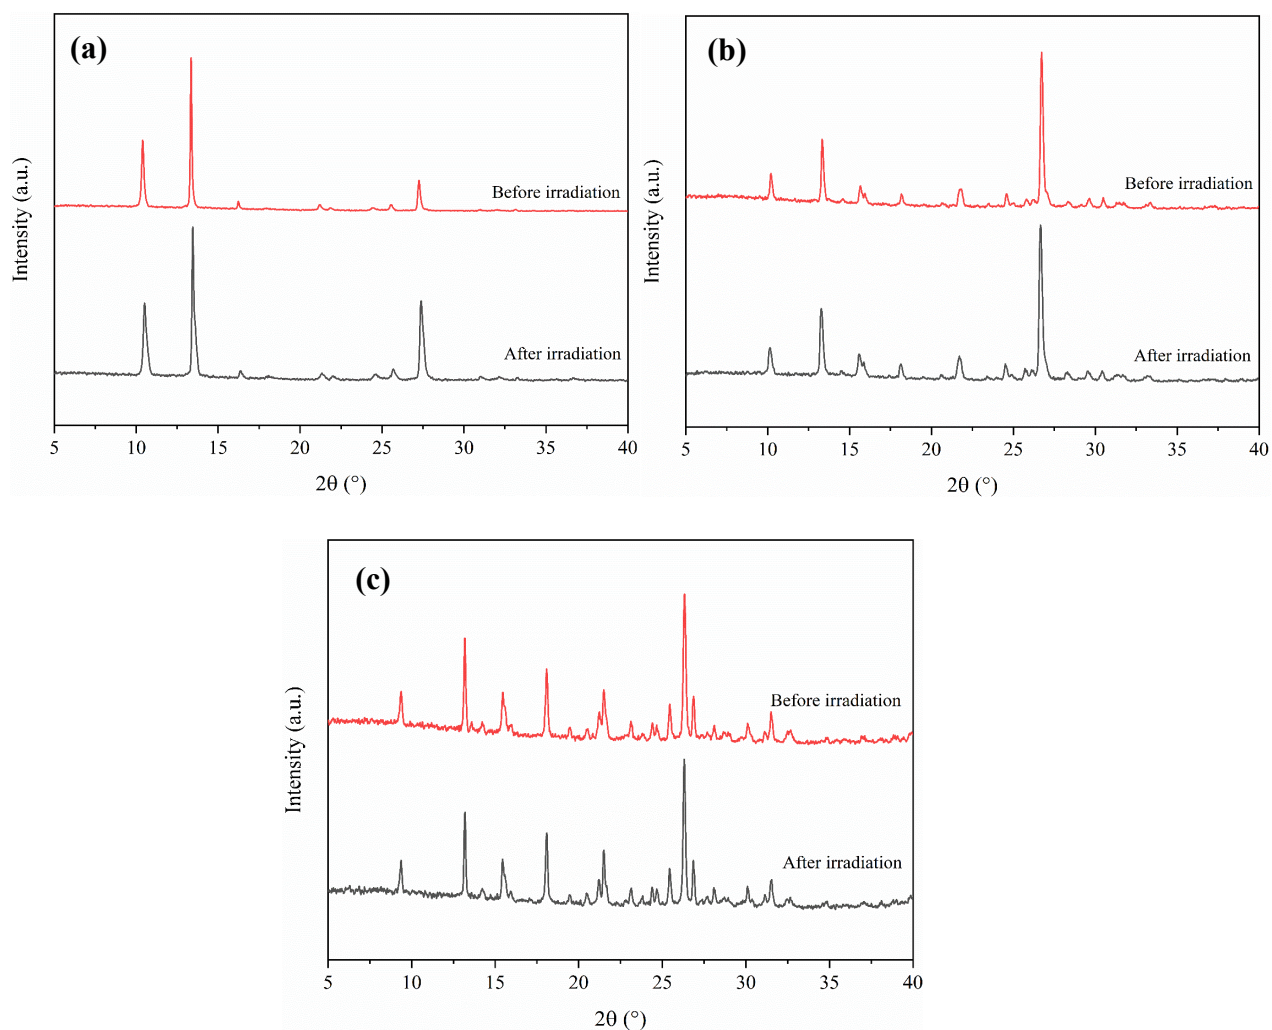 (a)
Intensity (a.u.)
Before irradiation
After irradiation
5 10 15 20 25 30 35 40
2θ (°)
(b)
Intensity (a.u.)
Before irradiation
After irradiation
5 10 15 20 25 30 35 40
2θ (°)
(c)
Intensity (a.u.)
Before irradiation
After irradiation
5 10 15 20 25 30 35 40
2θ (°)